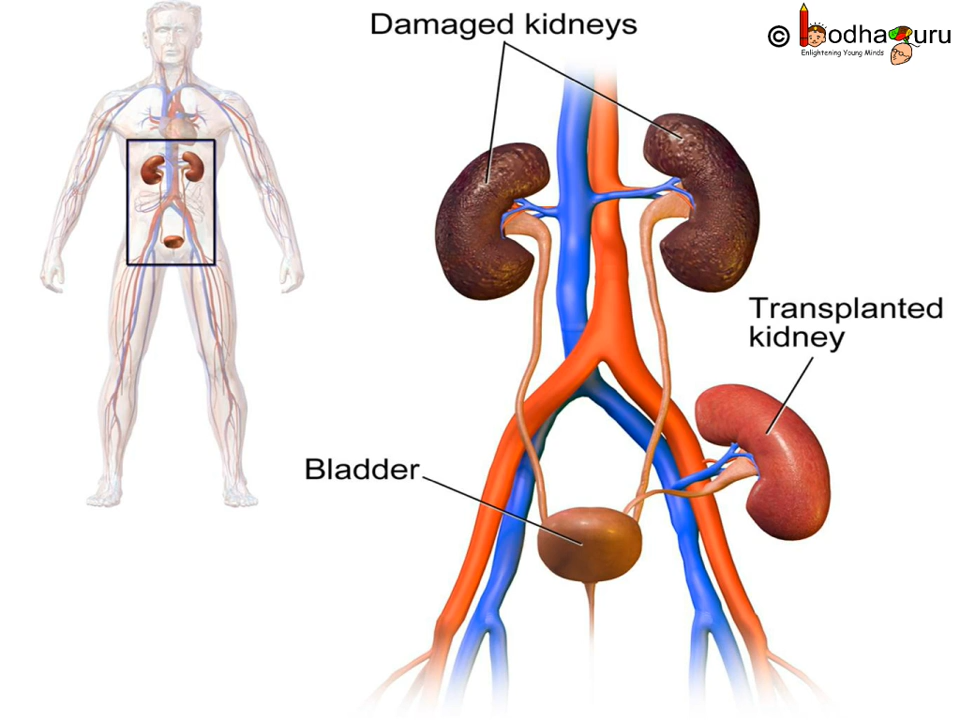 Damaged kidneys
© BodhaGuru
Enlightening Young Minds
Transplanted
kidney
Bladder